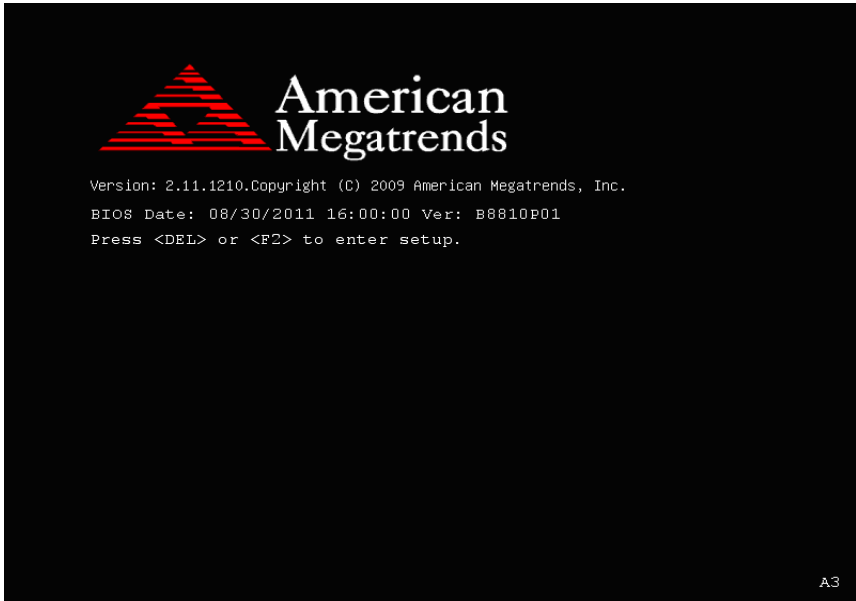 American
Megatrends
Version: 2.11.1210.Copyright (C) 2009 American Megatrends, Inc.
BIOS Date: 08/30/2011 16:00:00 Ver: B8810P01
Press <DEL> or <F2> to enter setup.
A3